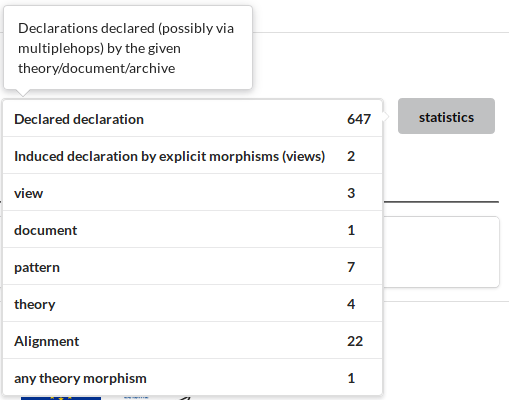 Declarations declared (possibly via
multiplehops) by the given
theory/document/archive
Declared declaration 647
statistics
Induced declaration by explicit morphisms (views) 2
view 3
document 1
pattern 7
theory 4
Alignment 22
any theory morphism 1